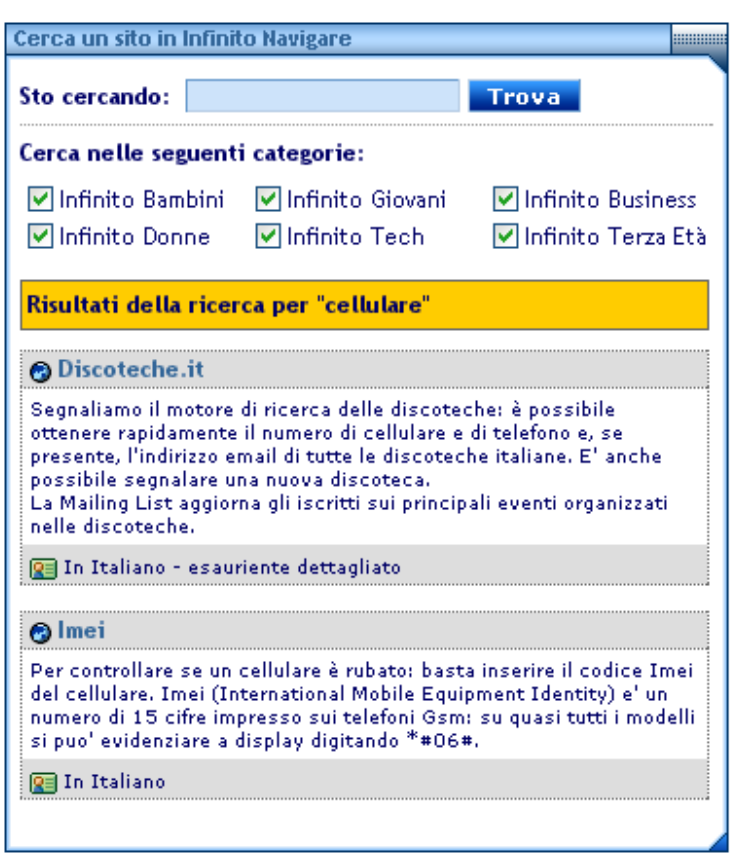 Cerca un sito in Infinito Navigare
Sto cercando: Trova
Cerca nelle seguenti categorie:
Infinito Bambini Infinito Giovani Infinito Business
Infinito Donne Infinito Tech Infinito Terza Età
Risultati della ricerca per "cellulare"
Discoteche.it
Segnaliamo il motore di ricerca delle discoteche: è possibile
ottenere rapidamente il numero di cellulare e di telefono e, se
presente, l'indirizzo email di tutte le discoteche italiane. E' anche
possibile segnalare una nuova discoteca.
La Mailing List aggiorna gli iscritti sui principali eventi organizzati
nelle discoteche.
In Italiano - esauriente dettagliato
Imei
Per controllare se un cellulare è rubato: basta inserire il codice Imei
del cellulare. Imei (International Mobile Equipment Identity) e' un
numero di 15 cifre impresso sui telefoni Gsm: su quasi tutti i modelli
si puo' evidenziare a display digitando *#06#.
In Italiano